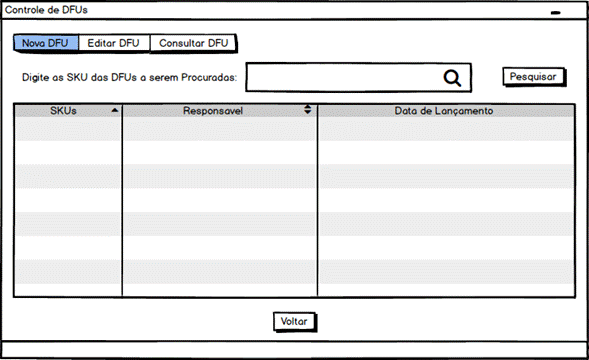 Controle de DFUs
Nova DFU Editar DFU Consultar DFU
Digite as SKU das DFUs a serem Procuradas: Pesquisar
SKUs Responsavel Data de Lançamento
Voltar